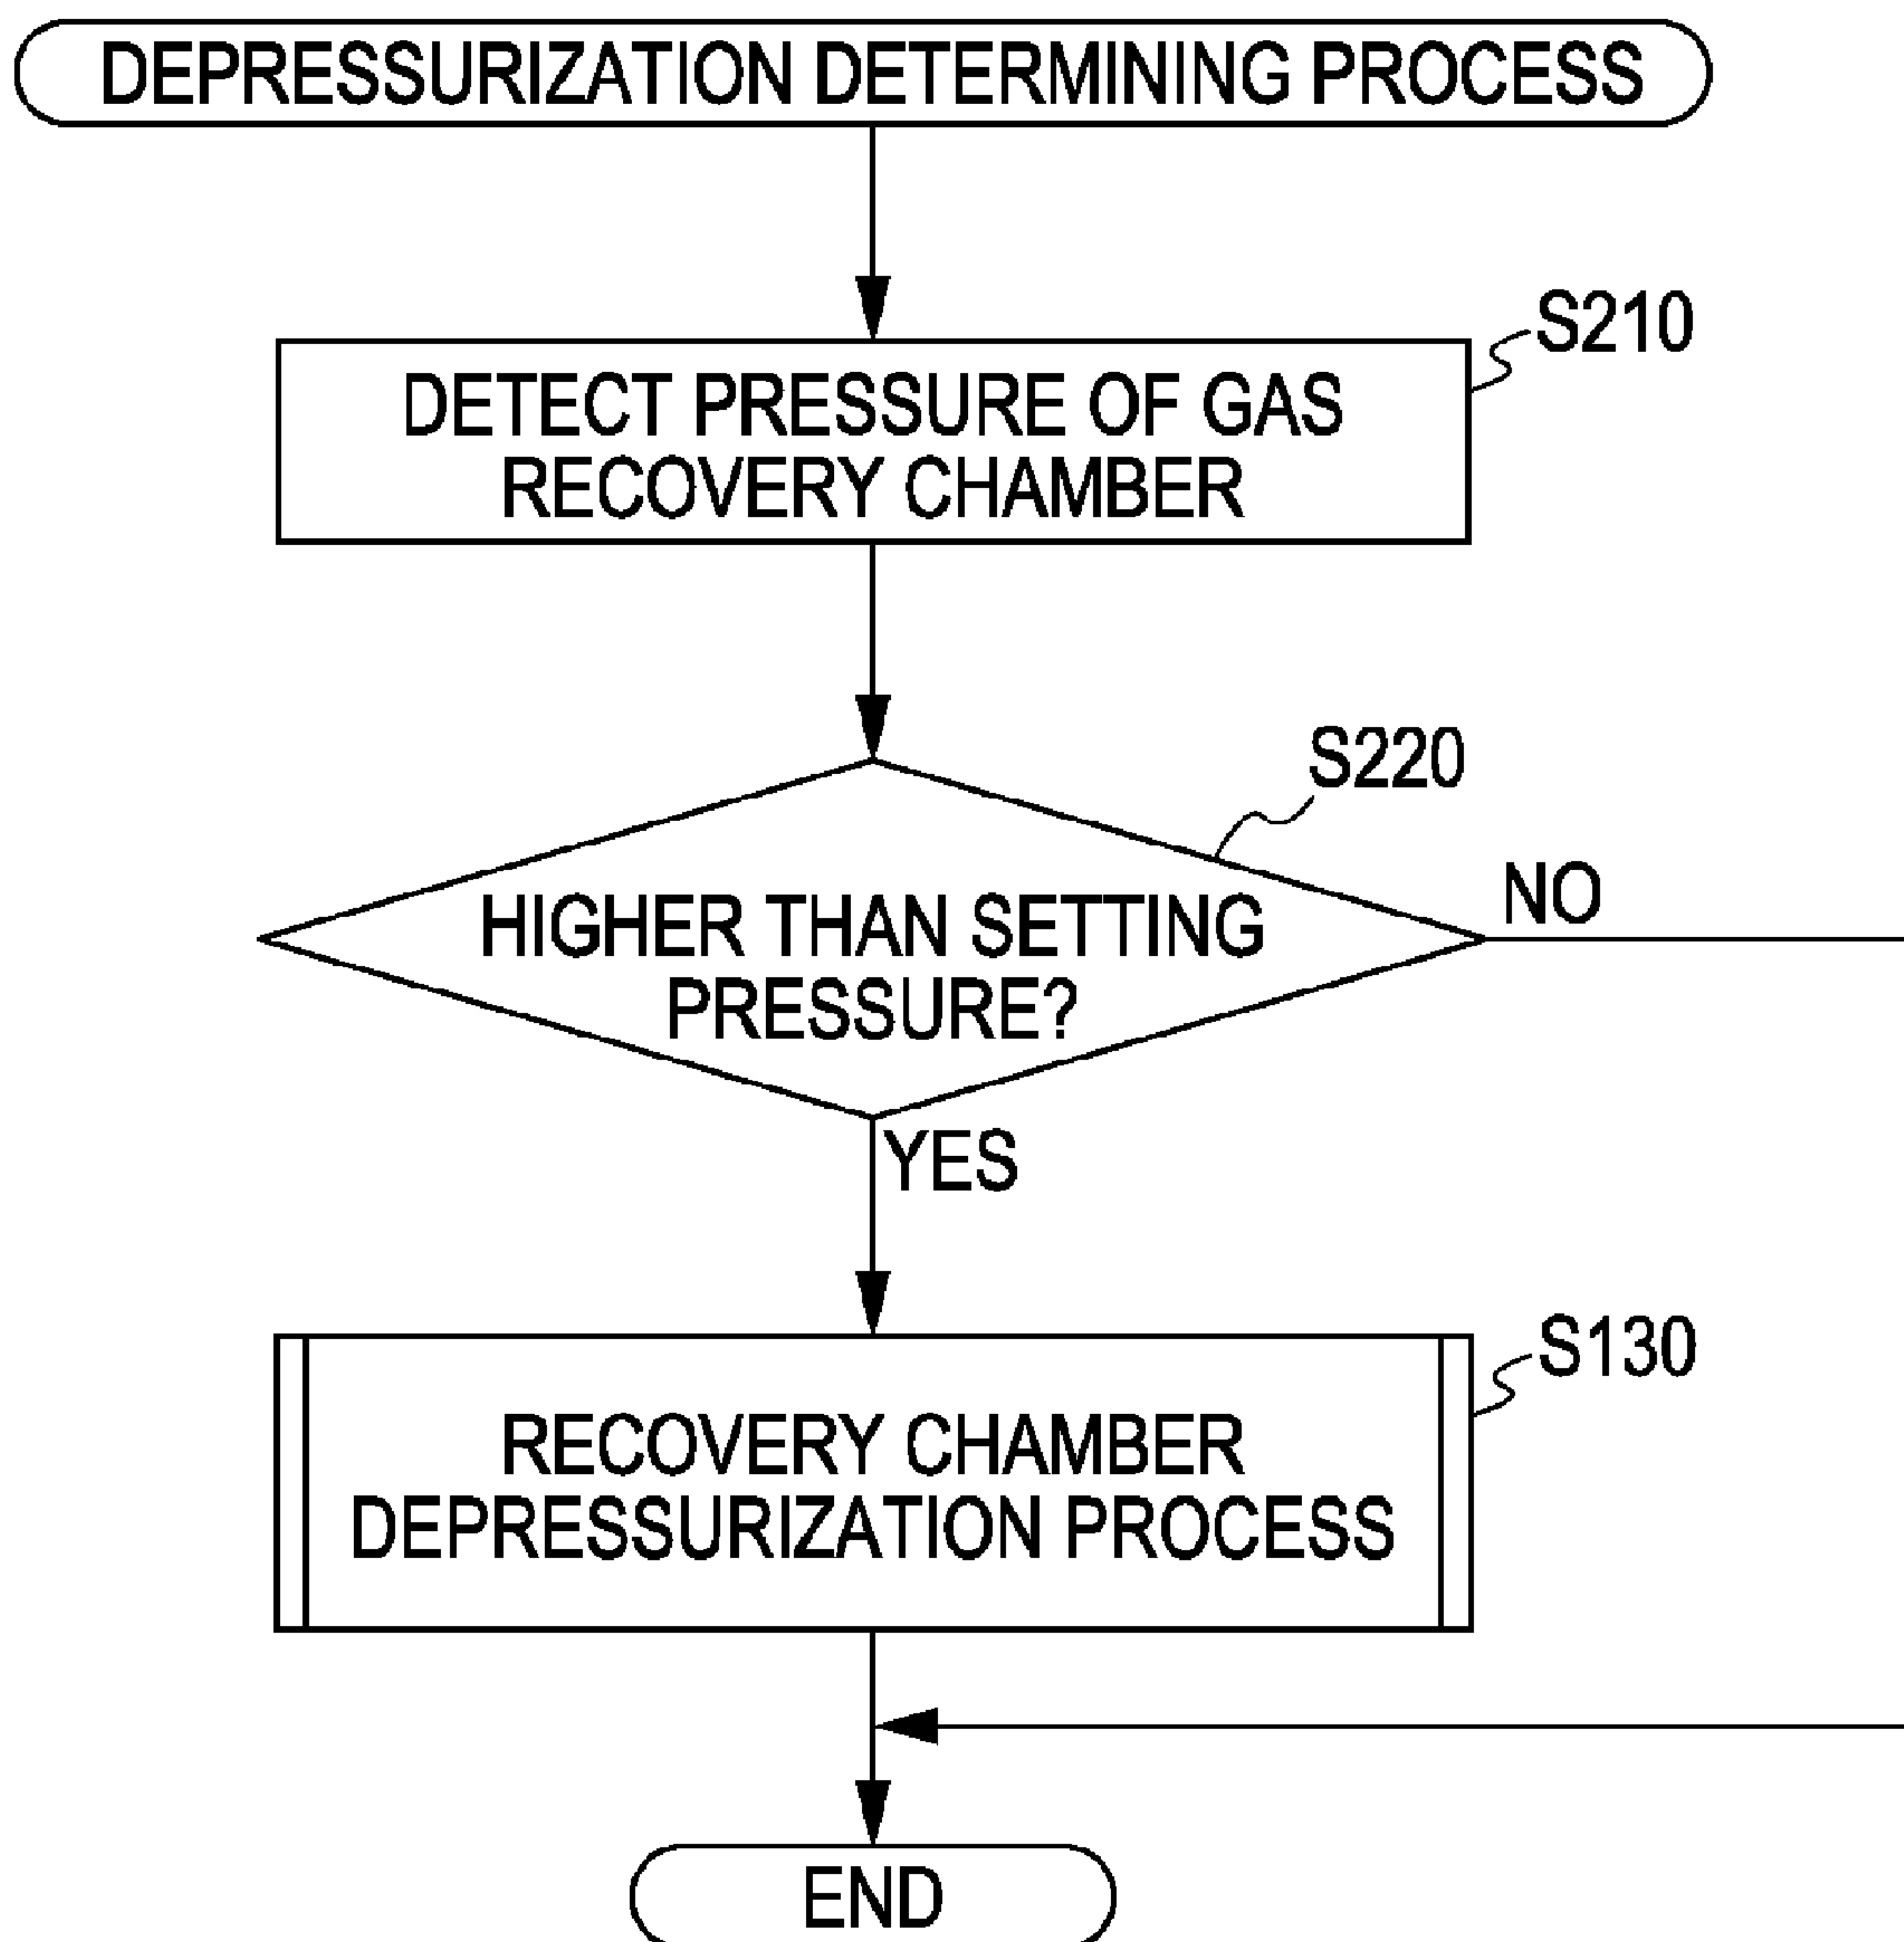 DEPRESSURIZATION DETERMINING PROCESS
S210
DETECT PRESSURE OF GAS
RECOVERY CHAMBER
S220
HIGHER THAN SETTING
PRESSURE?
NO
YES
S130
RECOVERY CHAMBER
DEPRESSURIZATION PROCESS
END